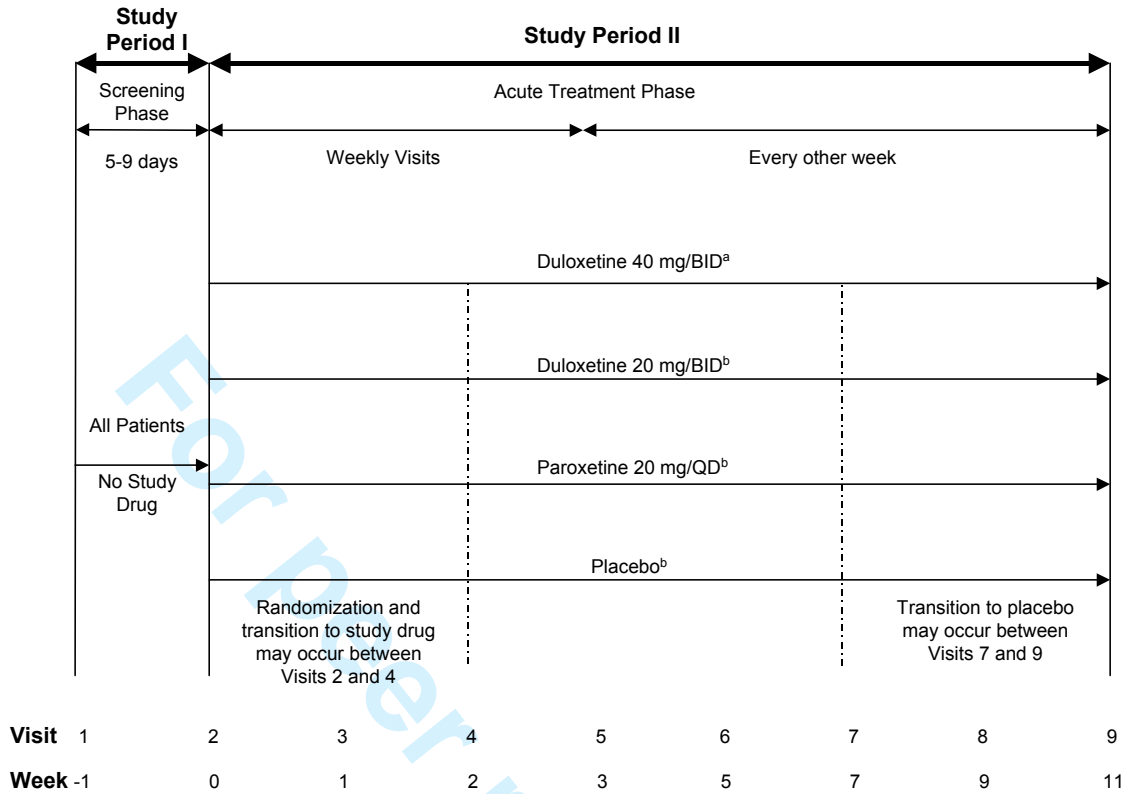 Study
Period I
Study Period II
Screening
Phase
Acute Treatment Phase
5-9 days
Weekly Visits
Every other week
Duloxetine 40 mg/BIDᵃ
Duloxetine 20 mg/BIDᵇ
All Patients
No Study
Drug
Paroxetine 20 mg/QDᵇ
Placeboᵇ
Randomization and
transition to study drug
may occur between
Visits 2 and 4
Transition to placebo
may occur between
Visits 7 and 9
Visit 1 2 3 4 5 6 7 8 9
Week -1 0 1 2 3 5 7 9 11
For peer